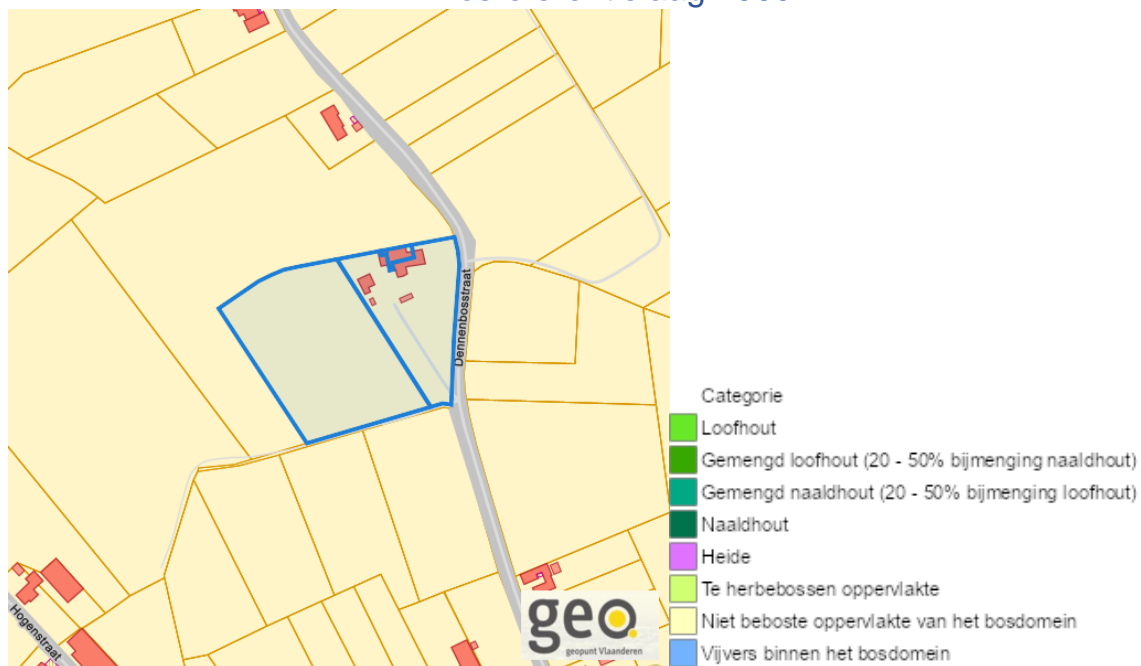 Dennenbosstraat
Hogenstraat
geo.
geopunt Vlaanderen
Categorie
Loofhout
Gemengd loofhout (20 - 50% bijmenging naaldhout)
Gemengd naaldhout (20 - 50% bijmenging loofhout)
Naaldhout
Heide
Te herbebossen oppervlakte
Niet beboste oppervlakte van het bosdomein
Vijvers binnen het bosdomein